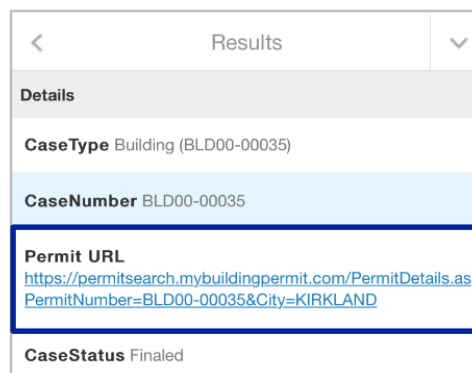 Results
Details
CaseType Building (BLD00-00035)
CaseNumber BLD00-00035
Permit URL
https://permitsearch.mybuildingpermit.com/PermitDetails.as
PermitNumber=BLD00-00035&City=KIRKLAND
CaseStatus Finaled